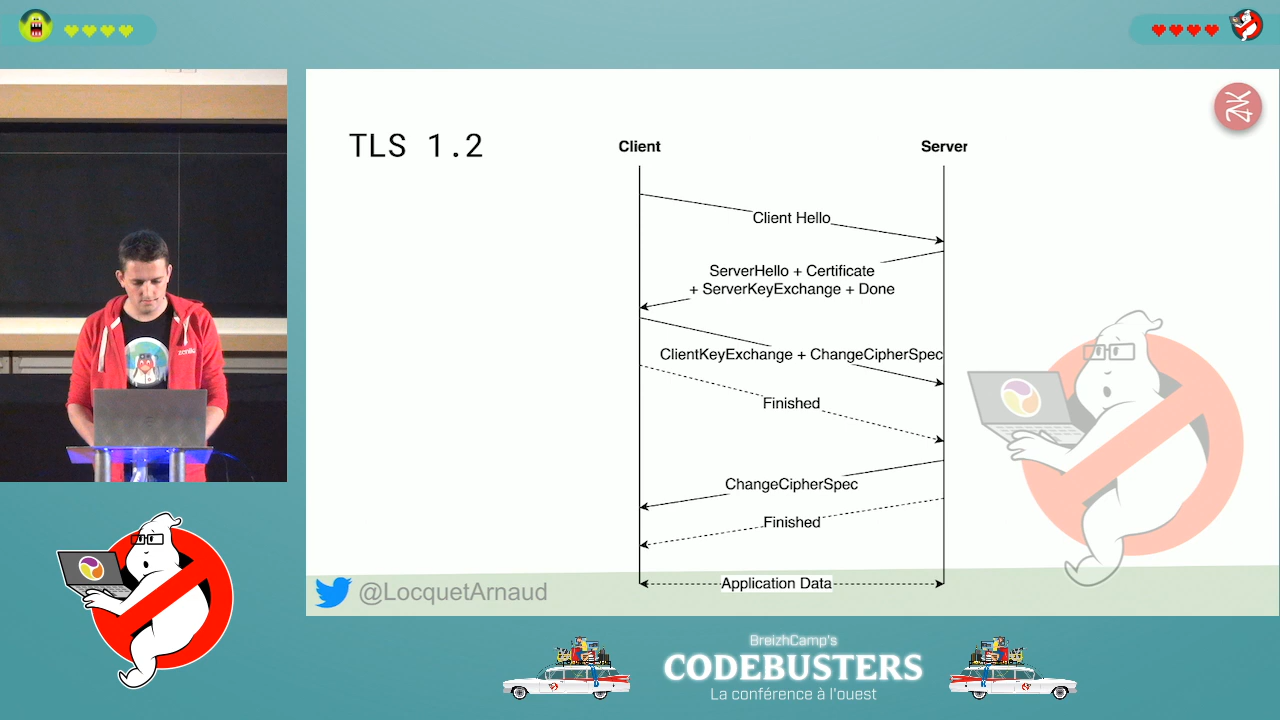 TLS 1.2
Client
Server
Client Hello
ServerHello + Certificate
+ ServerKeyExchange + Done
ClientKeyExchange + ChangeCipherSpec
Finished
ChangeCipherSpec
Finished
Application Data
@LocquetArnaud
BreizhCamp's
CODEBUSTERS
La conférence à l'ouest